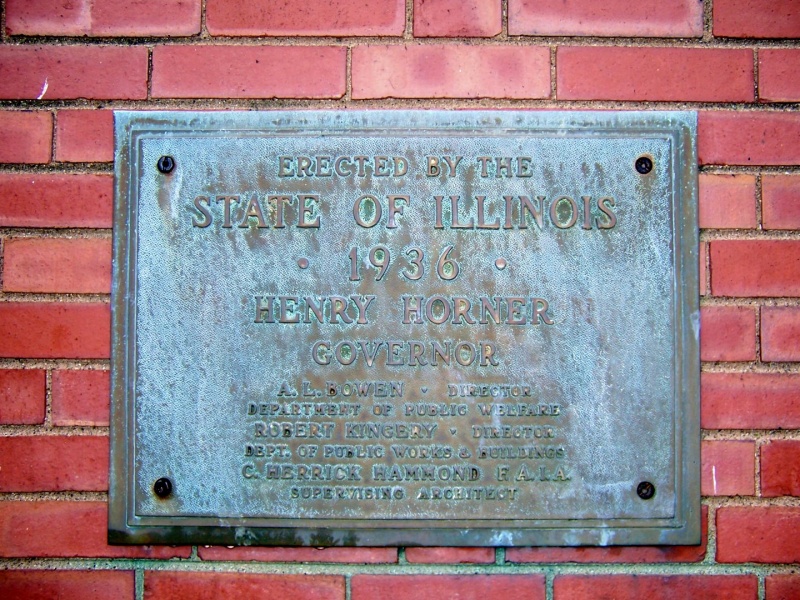 ERECTED BY THE
STATE OF ILLINOIS
· 1936 ·
HENRY HORNER
GOVERNOR
A. L. BOWEN · DIRECTOR
DEPARTMENT OF PUBLIC WELFARE
ROBERT KINGERY · DIRECTOR
DEPT. OF PUBLIC WORKS & BUILDINGS
C. HERRICK HAMMOND F.A.I.A.
SUPERVISING ARCHITECT